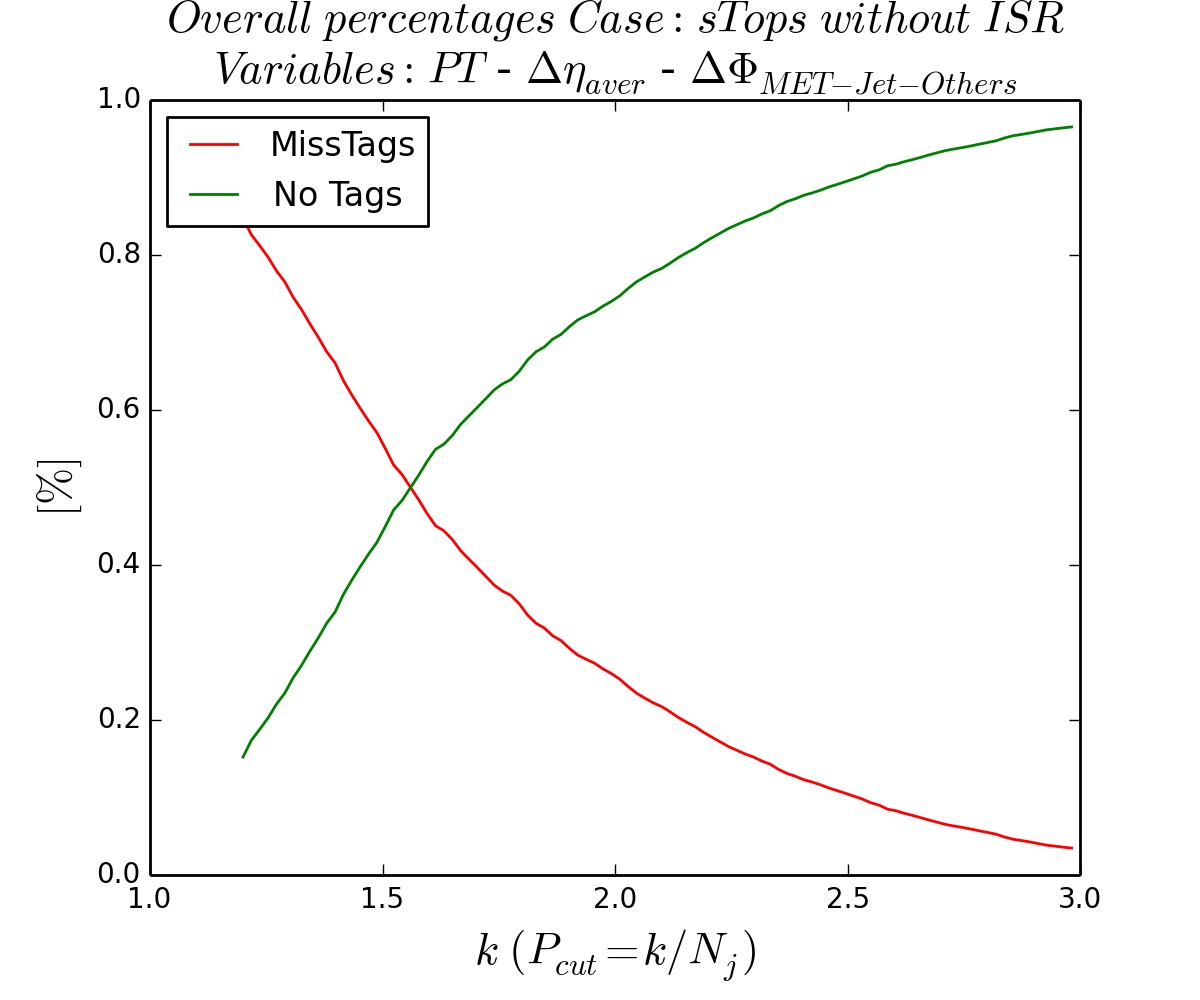 Overall percentages Case: sTops without ISR
Variables: PT - Δη_aver - ΔΦ_MET−Jet−Others
1.0
MissTags
No Tags
0.8
0.6
[%]
0.4
0.2
0.0
1.0 1.5 2.0 2.5 3.0
k (P_cut = k/N_j)